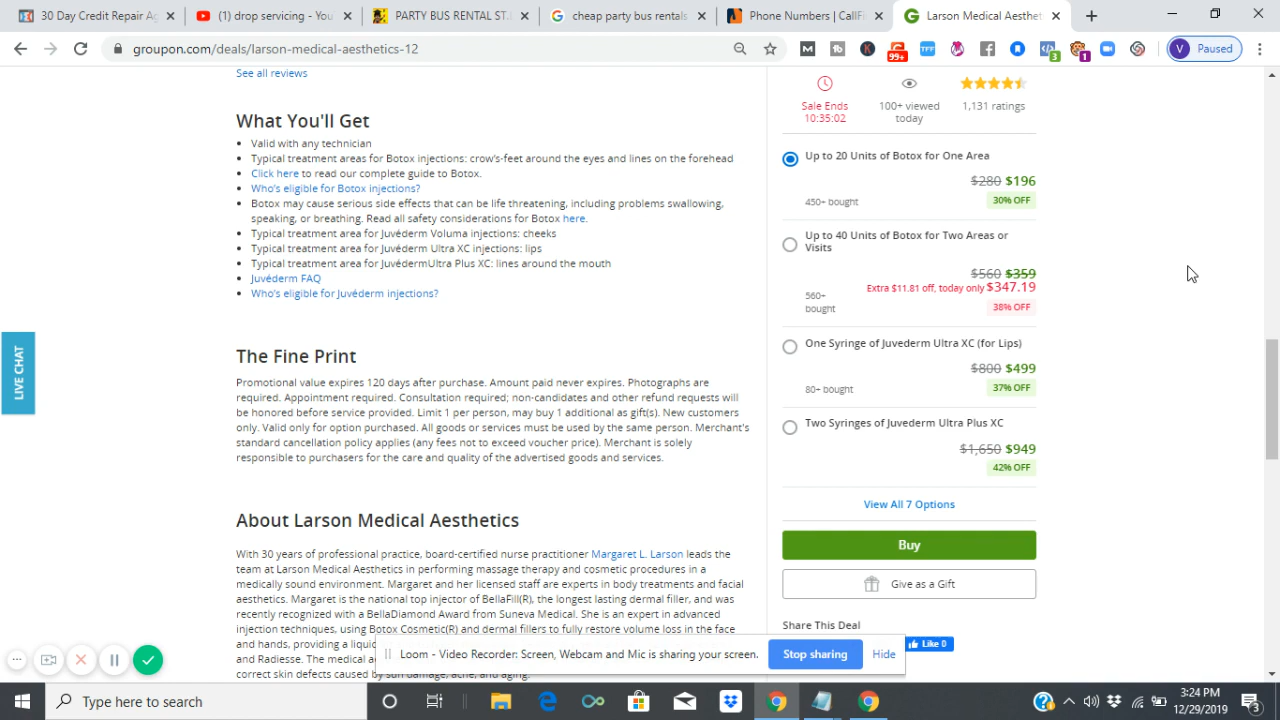 30 Day Credit Repair Ag
(1) drop servicing - You
PARTY BUS RENTAL ST.
cheap party bus rentals
Phone Numbers | CallFi
Larson Medical Aesthet
groupon.com/deals/larson-medical-aesthetics-12
99+
TFF
3
1
V
Paused
See all reviews
What You'll Get
Valid with any technician
Typical treatment areas for Botox injections: crow's-feet around the eyes and lines on the forehead
Click here to read our complete guide to Botox.
Who's eligible for Botox injections?
Botox may cause serious side effects that can be life threatening, including problems swallowing,
speaking, or breathing. Read all safety considerations for Botox here.
Typical treatment area for Juvéderm Voluma injections: cheeks
Typical treatment area for Juvéderm Ultra XC injections: lips
Typical treatment area for JuvédermUltra Plus XC: lines around the mouth
Juvéderm FAQ
Who's eligible for Juvéderm injections?
The Fine Print
Promotional value expires 120 days after purchase. Amount paid never expires. Photographs are
required. Appointment required. Consultation required; non-candidates and other refund requests will
be honored before service provided. Limit 1 per person, may buy 1 additional as gift(s). New customers
only. Valid only for option purchased. All goods or services must be used by the same person. Merchant's
standard cancellation policy applies (any fees not to exceed voucher price). Merchant is solely
responsible to purchasers for the care and quality of the advertised goods and services.
About Larson Medical Aesthetics
With 30 years of professional practice, board-certified nurse practitioner Margaret L. Larson leads the
team at Larson Medical Aesthetics in performing massage therapy and cosmetic procedures in a
medically sound environment. Margaret and her licensed staff are experts in body treatments and facial
aesthetics. Margaret is the national top injector of BellaFill(R), the longest lasting dermal filler, and was
recently recognized with a BellaDiamond Award from Suneva Medical. She is an expert in advanced
injection techniques, using Botox Cosmetic(R) and dermal fillers to fully restore volume loss in the face
and hands, providing a liquid
and Radiesse. The medical a
correct skin defects caused by sun damage, acne, and aging.
LIVE CHAT
Sale Ends
10:35:02
100+ viewed
today
1,131 ratings
Up to 20 Units of Botox for One Area
$280 $196
450+ bought
30% OFF
Up to 40 Units of Botox for Two Areas or
Visits
$560 $359
Extra $11.81 off, today only $347.19
560+
bought
38% OFF
One Syringe of Juvederm Ultra XC (for Lips)
$800 $499
80+ bought
37% OFF
Two Syringes of Juvederm Ultra Plus XC
$1,650 $949
42% OFF
View All 7 Options
Buy
Give as a Gift
Share This Deal
Like 0
Loom - Video Recorder: Screen, Webcam and Mic is sharing your screen.
Stop sharing
Hide
Type here to search
3:24 PM
12/29/2019
3